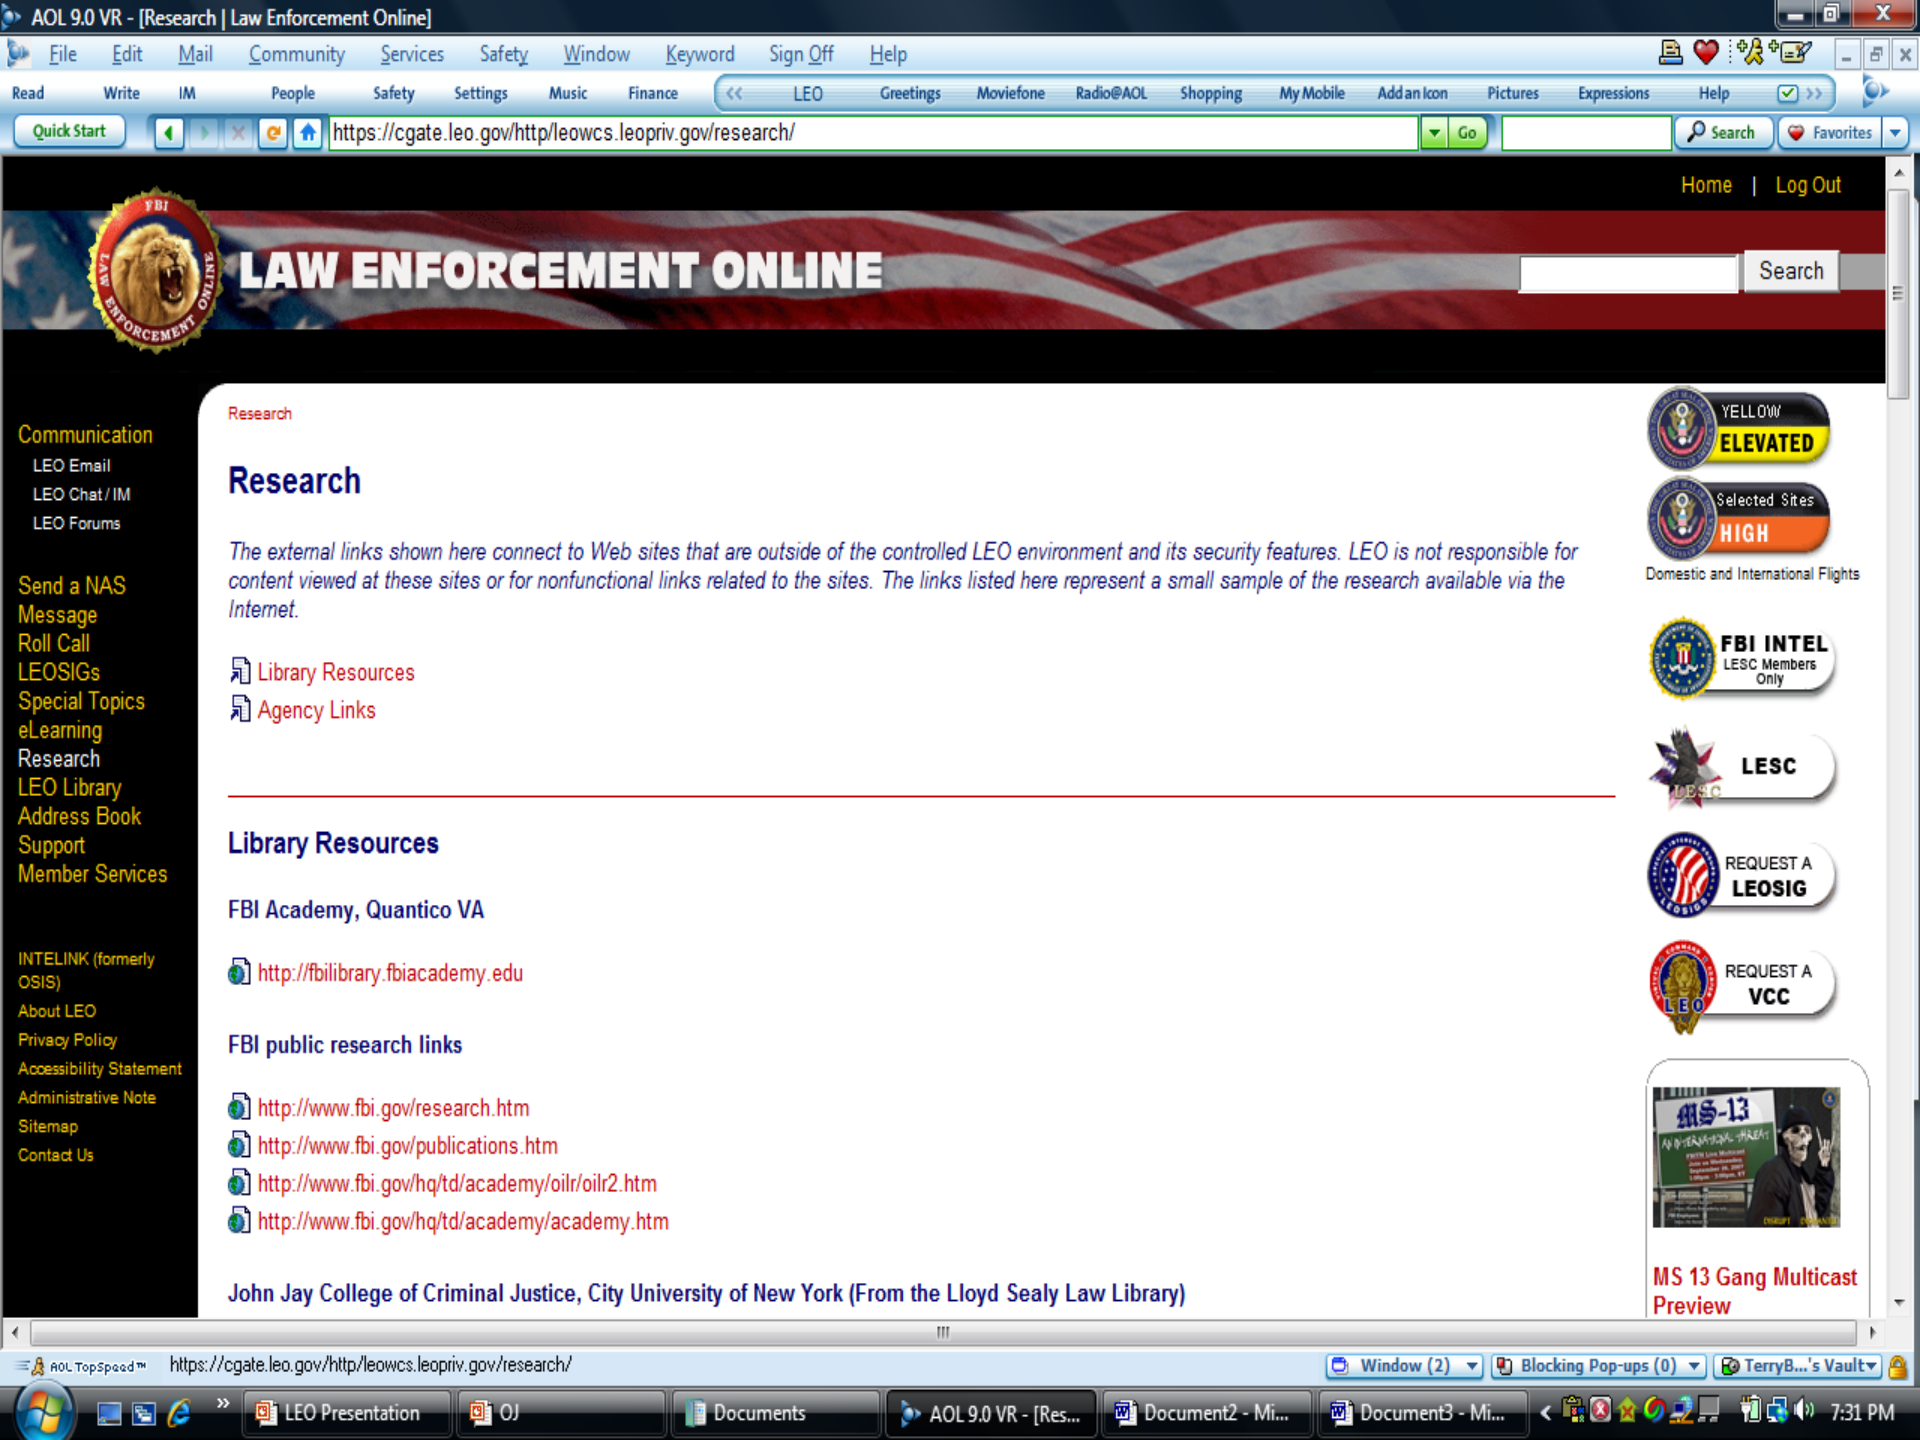 AOL 9.0 VR - [Research | Law Enforcement Online]
File Edit Mail Community Services Safety Window Keyword Sign Off Help
Read Write IM People Safety Settings Music Finance << LEO Greetings Moviefone Radio@AOL Shopping My Mobile Add an Icon Pictures Expressions Help >>
Quick Start https://cgate.leo.gov/http/leowcs.leopriv.gov/research/ Go Search Favorites
Home | Log Out
FBI
LAW ENFORCEMENT ONLINE
LAW ENFORCEMENT ONLINE
Search
Communication
LEO Email
LEO Chat / IM
LEO Forums
Send a NAS
Message
Roll Call
LEOSIGs
Special Topics
eLearning
Research
LEO Library
Address Book
Support
Member Services
INTELINK (formerly
OSIS)
About LEO
Privacy Policy
Accessibility Statement
Administrative Note
Sitemap
Contact Us
Research
Research
The external links shown here connect to Web sites that are outside of the controlled LEO environment and its security features. LEO is not responsible for
content viewed at these sites or for nonfunctional links related to the sites. The links listed here represent a small sample of the research available via the
Internet.
Library Resources
Agency Links
Library Resources
FBI Academy, Quantico VA
http://fbilibrary.fbiacademy.edu
FBI public research links
http://www.fbi.gov/research.htm
http://www.fbi.gov/publications.htm
http://www.fbi.gov/hq/td/academy/oilr/oilr2.htm
http://www.fbi.gov/hq/td/academy/academy.htm
John Jay College of Criminal Justice, City University of New York (From the Lloyd Sealy Law Library)
YELLOW
ELEVATED
Selected Sites
HIGH
Domestic and International Flights
FBI INTEL
LESC Members
Only
LESC
LESC
REQUEST A
LEOSIG
LEOSIGS
REQUEST A
VCC
LEO
MS-13
AN INTERNATIONAL THREAT
MS 13 Gang Multicast
Preview
AOL TopSpeed™ https://cgate.leo.gov/http/leowcs.leopriv.gov/research/ Window (2) Blocking Pop-ups (0) TerryB...'s Vault
» LEO Presentation OJ Documents AOL 9.0 VR - [Res... Document2 - Mi... Document3 - Mi... < 7:31 PM